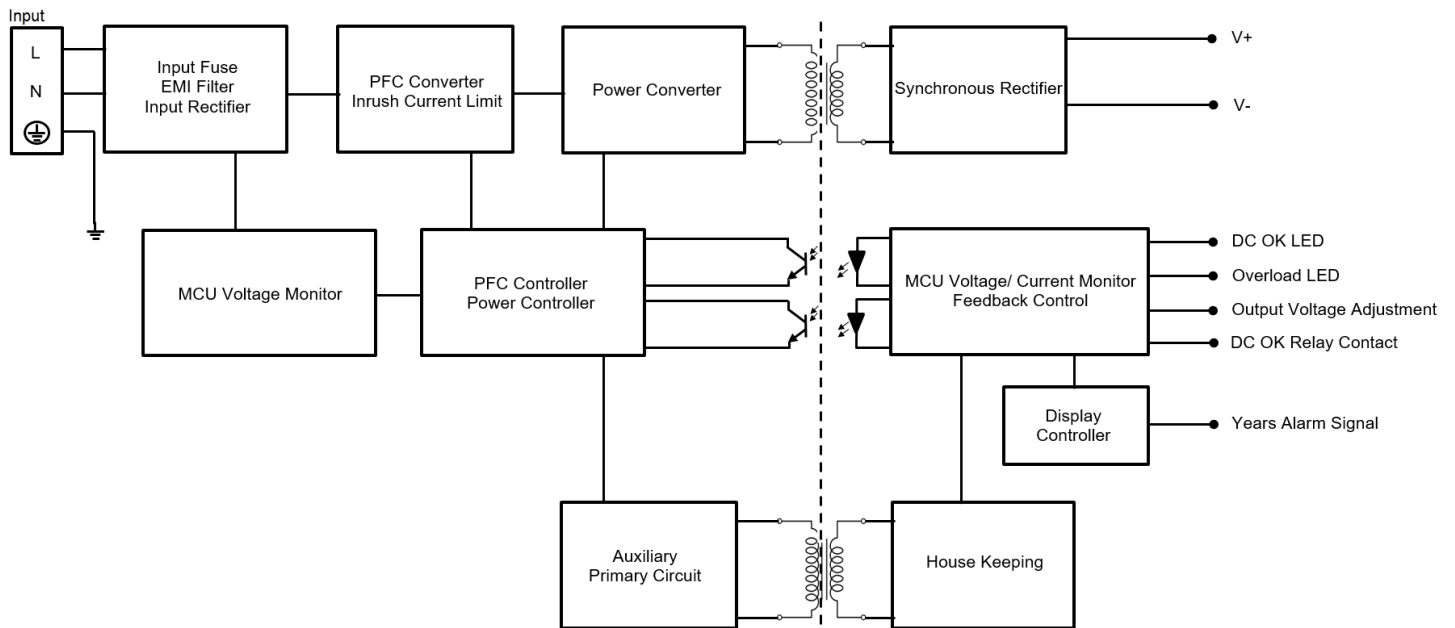 Input
L
N
Input Fuse
EMI Filter
Input Rectifier
PFC Converter
Inrush Current Limit
Power Converter
Synchronous Rectifier
V+
V-
MCU Voltage Monitor
PFC Controller
Power Controller
MCU Voltage/ Current Monitor
Feedback Control
DC OK LED
Overload LED
Output Voltage Adjustment
DC OK Relay Contact
Display
Controller
Years Alarm Signal
Auxiliary
Primary Circuit
House Keeping